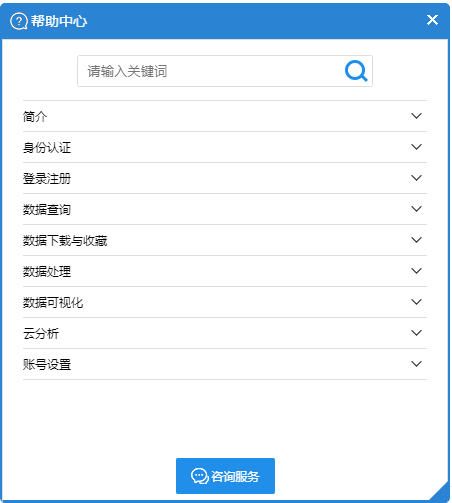 帮助中心
请输入关键词
简介
身份认证
登录注册
数据查询
数据下载与收藏
数据处理
数据可视化
云分析
账号设置
咨询服务